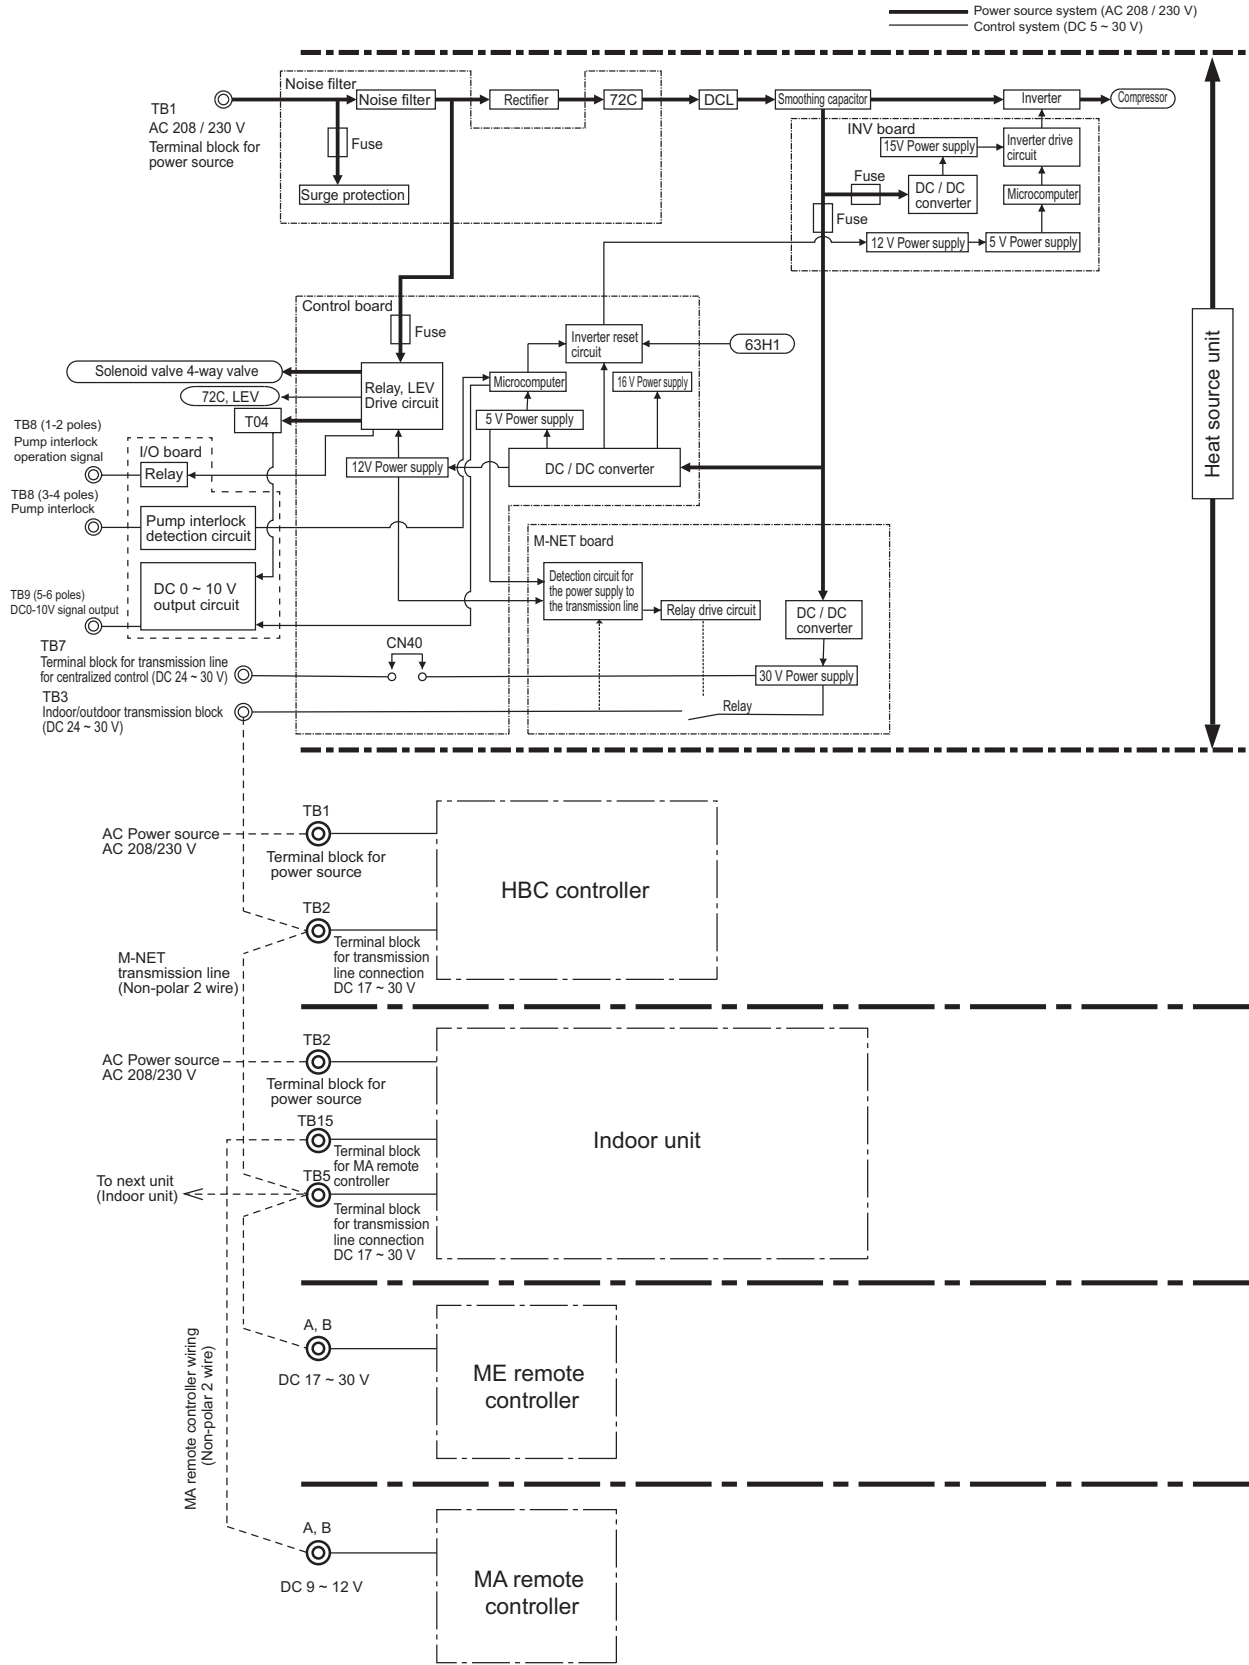 Power source system (AC 208 / 230 V)
Control system (DC 5 ~ 30 V)
Noise filter
TB1
AC 208 / 230 V
Terminal block for
power source
Noise filter
Rectifier
72C
DCL
Smoothing capacitor
Inverter
Compressor
Fuse
Surge protection
INV board
15V Power supply
Inverter drive
circuit
Fuse
DC / DC
converter
Microcomputer
Fuse
12 V Power supply
5 V Power supply
Heat source unit
Control board
Fuse
Inverter reset
circuit
63H1
Solenoid valve 4-way valve
72C, LEV
T04
Relay, LEV
Drive circuit
Microcomputer
16 V Power supply
5 V Power supply
12V Power supply
DC / DC converter
TB8 (1-2 poles)
Pump interlock
operation signal
I/O board
Relay
TB8 (3-4 poles)
Pump interlock
Pump interlock
detection circuit
TB9 (5-6 poles)
DC0-10V signal output
DC 0 ~ 10 V
output circuit
M-NET board
Detection circuit for
the power supply to
the transmission line
Relay drive circuit
DC / DC
converter
30 V Power supply
Relay
CN40
TB7
Terminal block for transmission line
for centralized control (DC 24 ~ 30 V)
TB3
Indoor/outdoor transmission block
(DC 24 ~ 30 V)
TB1
AC Power source
AC 208/230 V
Terminal block for
power source
HBC controller
TB2
Terminal block
for transmission
line connection
DC 17 ~ 30 V
M-NET
transmission line
(Non-polar 2 wire)
TB2
AC Power source
AC 208/230 V
Terminal block for
power source
TB15
Terminal block
for MA remote
controller
Indoor unit
To next unit
(Indoor unit)
TB5
Terminal block
for transmission
line connection
DC 17 ~ 30 V
A, B
DC 17 ~ 30 V
ME remote
controller
MA remote controller wiring
(Non-polar 2 wire)
A, B
DC 9 ~ 12 V
MA remote
controller